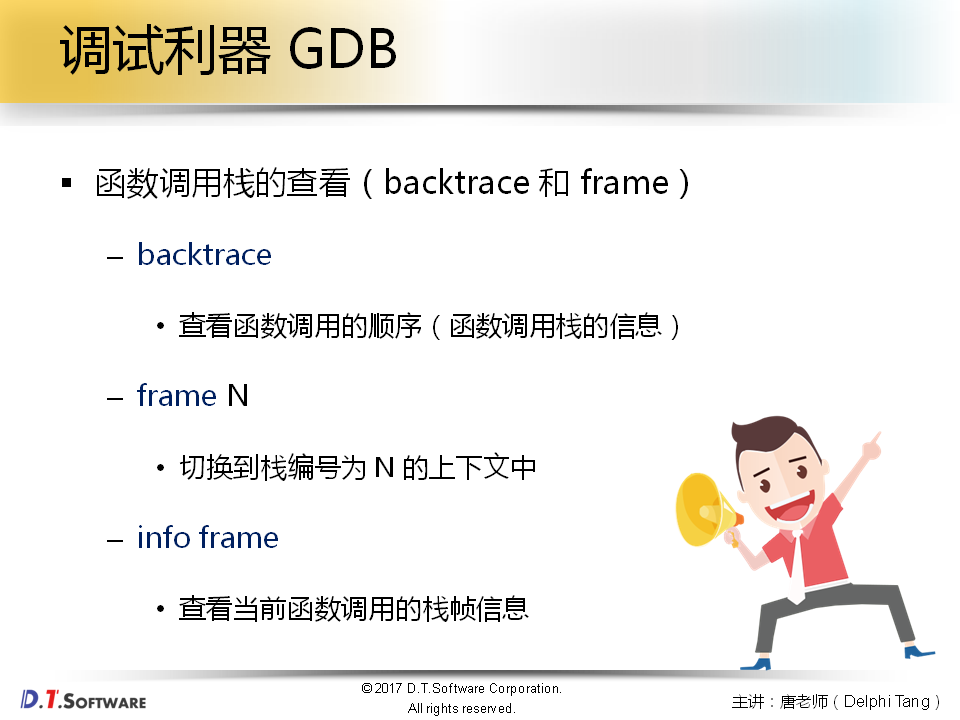 调试利器 GDB
▪ 函数调用栈的查看（backtrace 和 frame）
– backtrace
• 查看函数调用的顺序（函数调用栈的信息）
– frame N
• 切换到栈编号为 N 的上下文中
– info frame
• 查看当前函数调用的栈帧信息
D.T.SOFTWARE
©2017 D.T.Software Corporation.
All rights reserved.
主讲：唐老师（Delphi Tang）